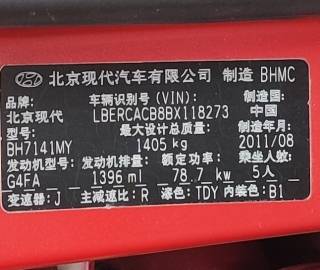 北京现代汽车有限公司 制造 BHMC
品牌: 车辆识别号(VIN): 制造国:
北京现代 LBERCACB8BX118273 中国
型号: 最大设计总质量: 制造年月:
BH7141MY 1405 kg 2011/08
发动机型号: 发动机排量: 额定功率: 乘坐人数:
G4FA 1396 ml 78.7 kw 5人
变速器: J 主减速比: R 涂色: TDY 内装色: B1